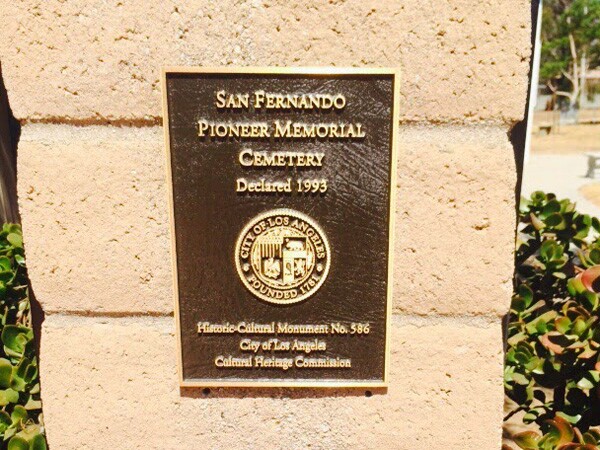 SAN FERNANDO
PIONEER MEMORIAL
CEMETERY
Declared 1993
CITY OF LOS ANGELES
FOUNDED 1781
Historic-Cultural Monument No. 586
City of Los Angeles
Cultural Heritage Commission